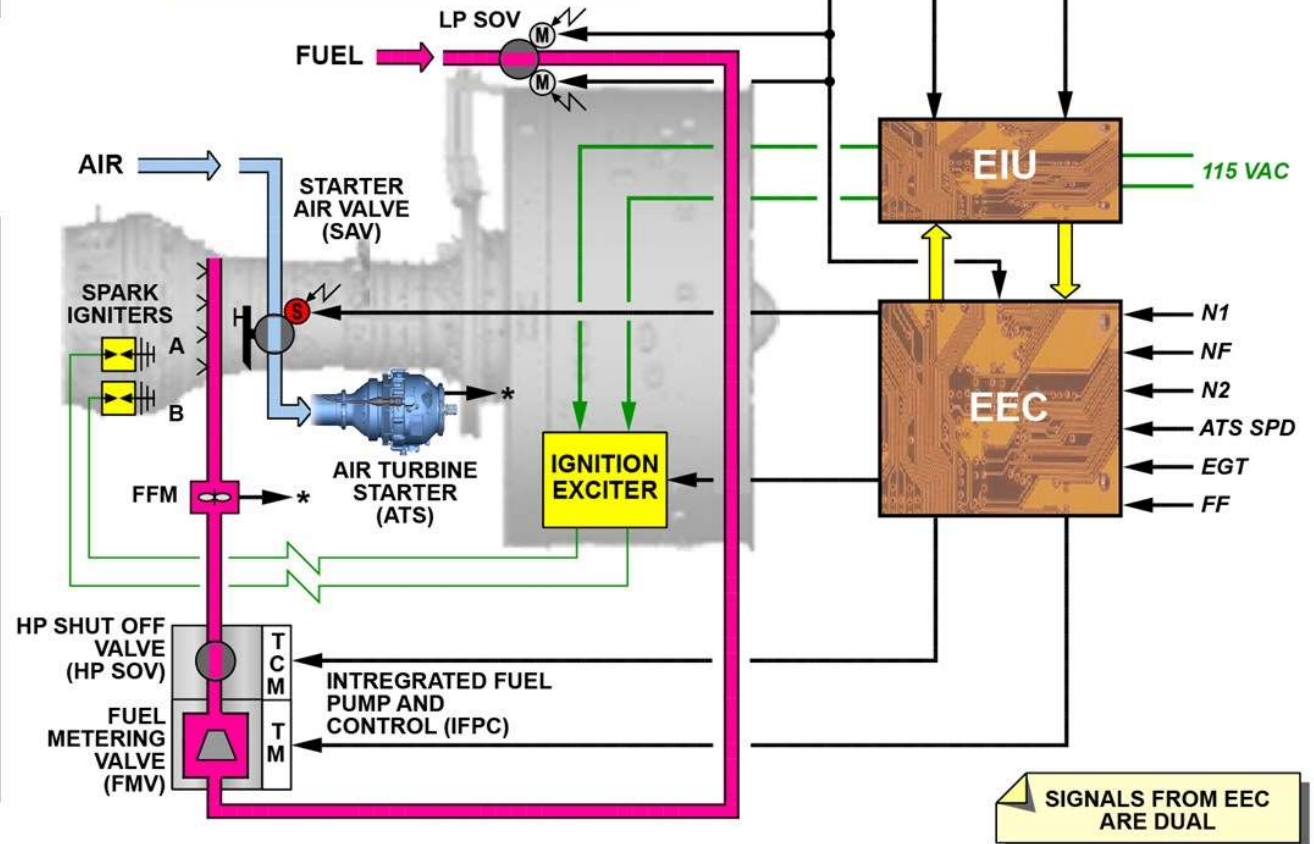 LP SOV
M
FUEL
M
EIU
AIR
115 VAC
STARTER
AIR VALVE
(SAV)
SPARK
IGNITERS
S
N1
A
NF
B
N2
EEC
ATS SPD
*
IGNITION
EXCITER
EGT
AIR TURBINE
STARTER
(ATS)
FFM
*
FF
HP SHUT OFF
VALVE
(HP SOV)
T
C
M
INTREGRATED FUEL
PUMP AND
CONTROL (IFPC)
FUEL
METERING
VALVE
(FMV)
T
M
SIGNALS FROM EEC
ARE DUAL